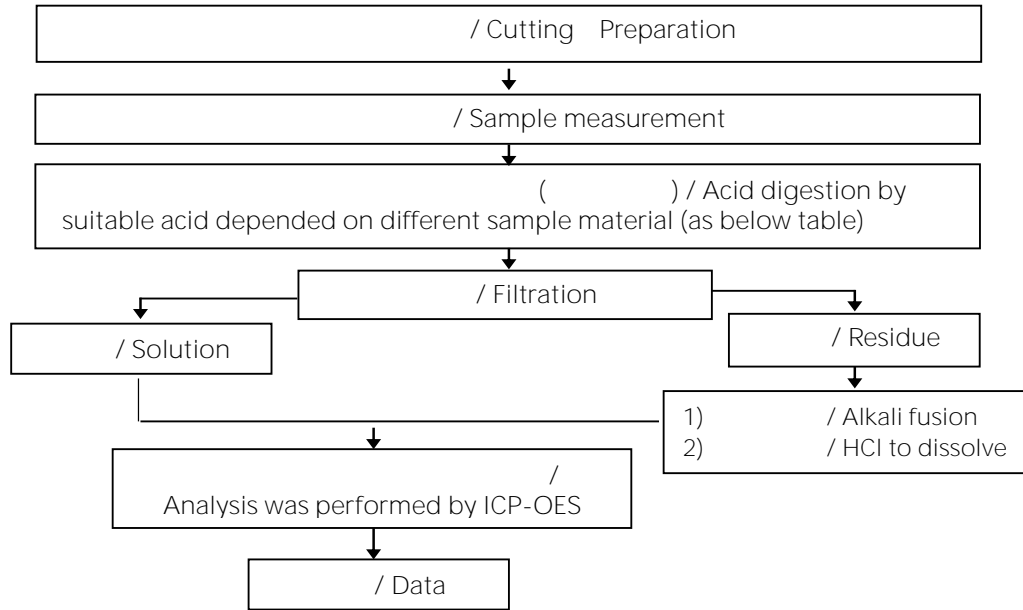 / Cutting Preparation
/ Sample measurement
( ) / Acid digestion by
suitable acid depended on different sample material (as below table)
/ Filtration
/ Solution
/ Residue
1) / Alkali fusion
2) / HCl to dissolve
/
Analysis was performed by ICP-OES
/ Data